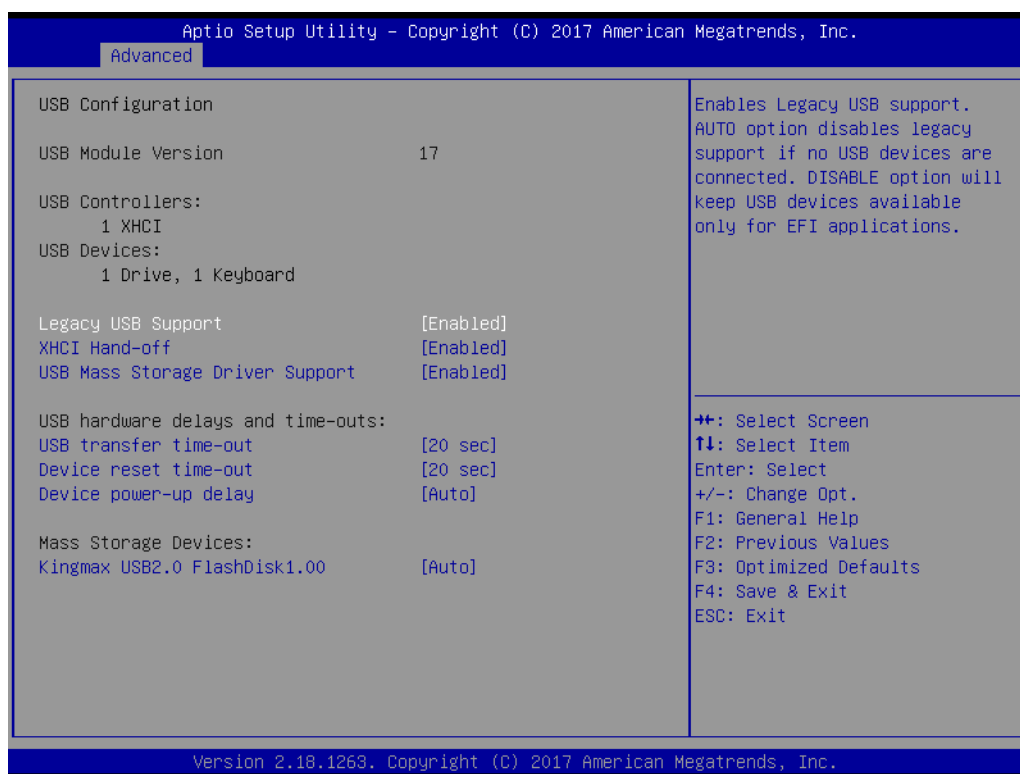 Aptio Setup Utility – Copyright (C) 2017 American Megatrends, Inc.
Advanced
USB Configuration
USB Module Version 17
USB Controllers:
1 XHCI
USB Devices:
1 Drive, 1 Keyboard
Legacy USB Support [Enabled]
XHCI Hand-off [Enabled]
USB Mass Storage Driver Support [Enabled]
USB hardware delays and time-outs:
USB transfer time-out [20 sec]
Device reset time-out [20 sec]
Device power-up delay [Auto]
Mass Storage Devices:
Kingmax USB2.0 FlashDisk1.00 [Auto]
Enables Legacy USB support.
AUTO option disables legacy
support if no USB devices are
connected. DISABLE option will
keep USB devices available
only for EFI applications.
→←: Select Screen
↑↓: Select Item
Enter: Select
+/-: Change Opt.
F1: General Help
F2: Previous Values
F3: Optimized Defaults
F4: Save & Exit
ESC: Exit
Version 2.18.1263. Copyright (C) 2017 American Megatrends, Inc.